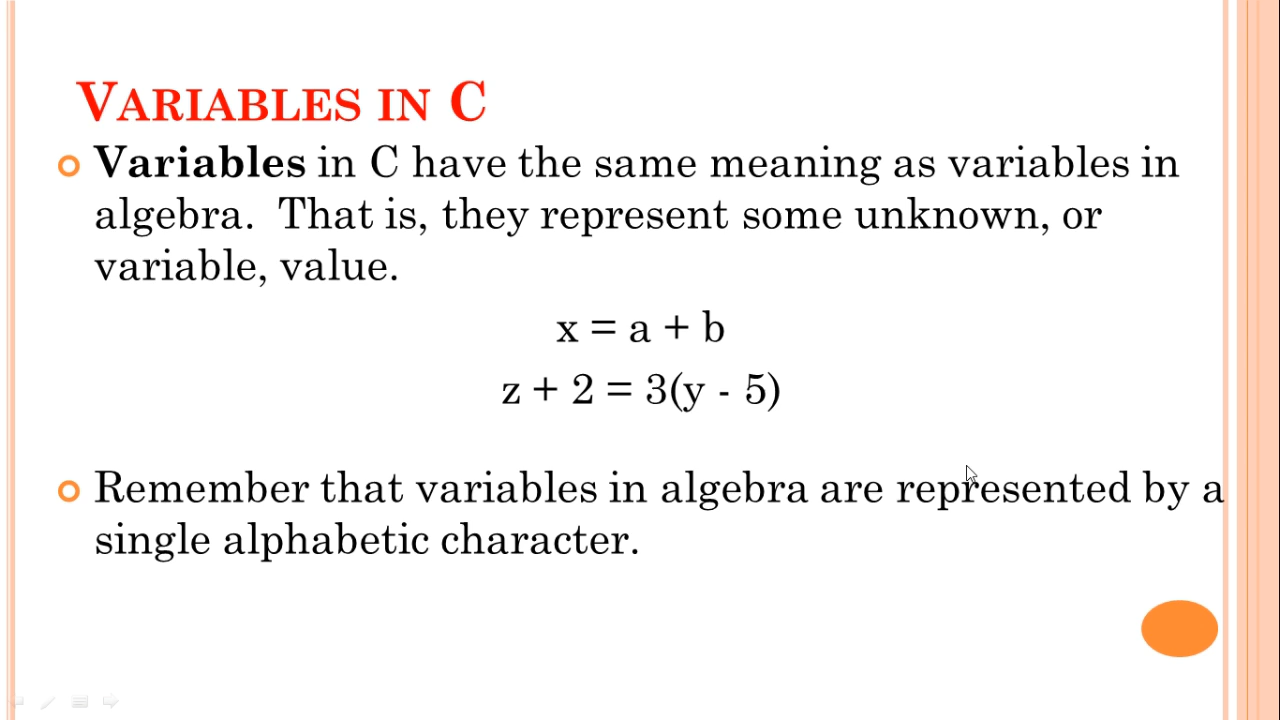 VARIABLES IN C
Variables in C have the same meaning as variables in
algebra. That is, they represent some unknown, or
variable, value.
x = a + b
z + 2 = 3(y - 5)
Remember that variables in algebra are represented by a
single alphabetic character.